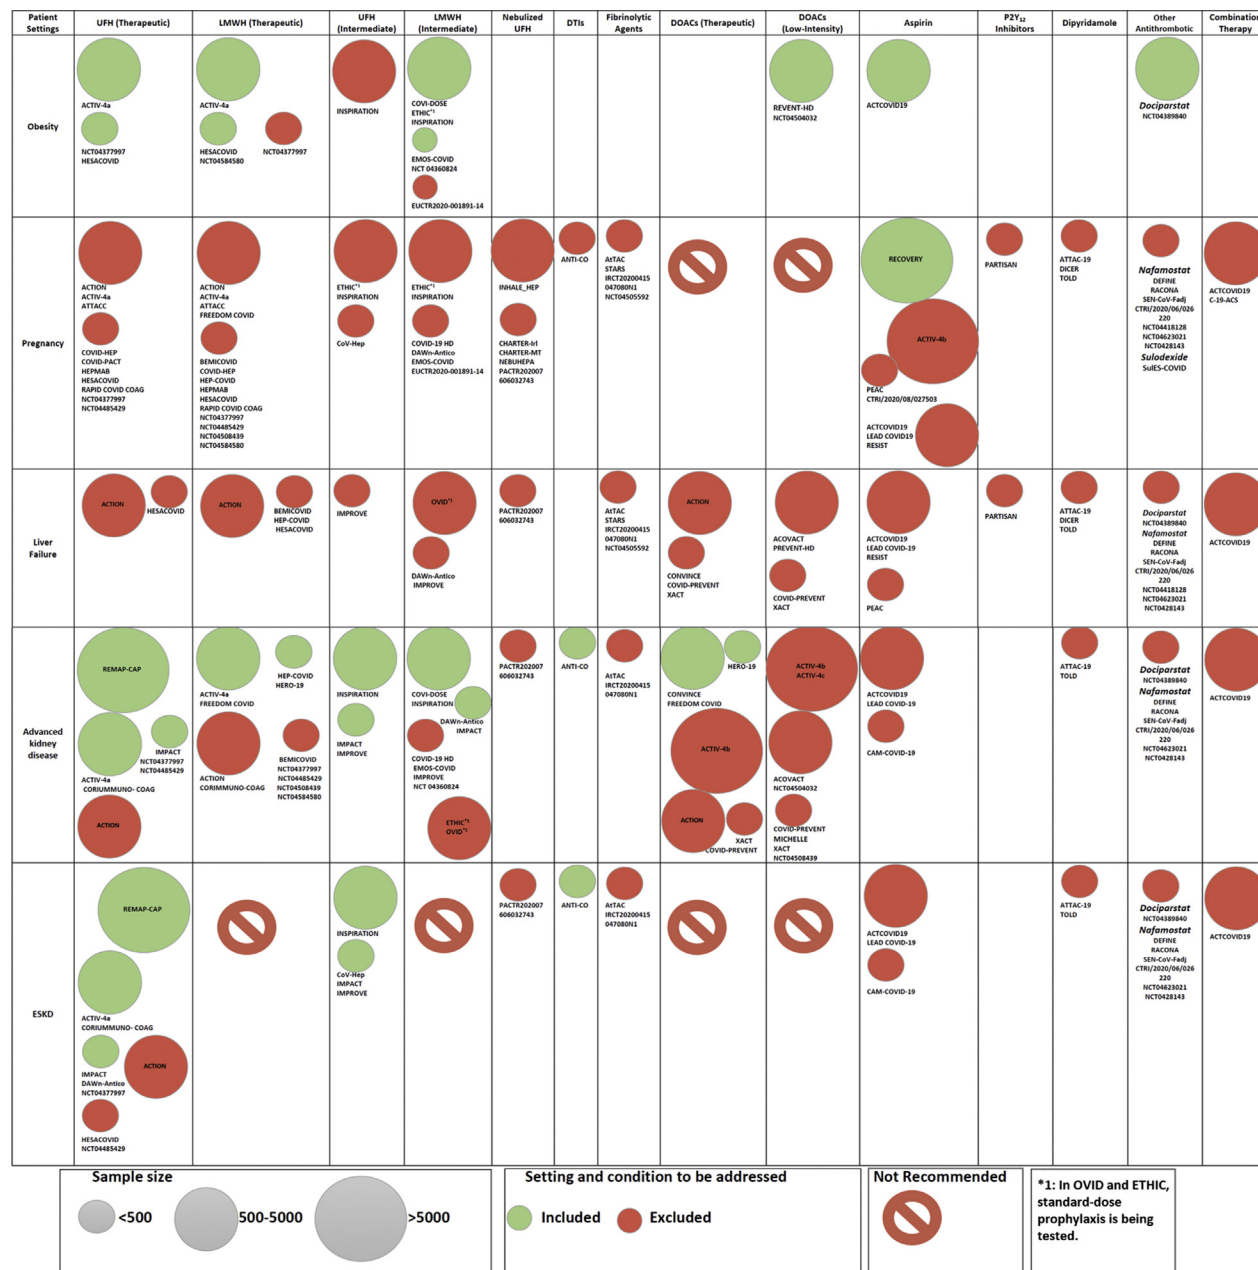 Patient
Settings
UFH (Therapeutic)
LMWH (Therapeutic)
UFH
(Intermediate)
LMWH
(Intermediate)
Nebulized
UFH
DTIs
Fibrinolytic
Agents
DOACs (Therapeutic)
DOACs
(Low-Intensity)
Aspirin
P2Y12
Inhibitors
Dipyridamole
Other
Antithrombotic
Combination
Therapy
Obesity
ACTIV-4a
NCT04377997
HESACOVID
ACTIV-4a
HESACOVID
NCT04584580
NCT04377997
INSPIRATION
COVI-DOSE
ETHIC*1
INSPIRATION
EMOS-COVID
NCT 04360824
EUCTR2020-001891-14
REVENT-HD
NCT04504032
ACTCOVID19
Dociparstat
NCT04389840
Pregnancy
ACTION
ACTIV-4a
ATTACC
COVID-HEP
COVID-PACT
HEPMAB
HESACOVID
RAPID COVID COAG
NCT04377997
NCT04485429
ACTION
ACTIV-4a
ATTACC
FREEDOM COVID
BEMICOVID
COVID-HEP
HEP-COVID
HEPMAB
HESACOVID
RAPID COVID COAG
NCT04377997
NCT04485429
NCT04508439
NCT04584580
ETHIC*1
INSPIRATION
CoV-Hep
ETHIC*1
INSPIRATION
COVID-19 HD
DAWn-Antico
EMOS-COVID
EUCTR2020-001891-14
INHALE_HEP
CHARTER-Irl
CHARTER-MT
NEBUHEPA
PACTR202007
606032743
ANTI-CO
AtTAC
STARS
IRCT20200415
047080N1
NCT04505592
RECOVERY
ACTIV-4b
PEAC
CTRI/2020/08/027503
ACTCOVID19
LEAD COVID19
RESIST
PARTISAN
ATTAC-19
DICER
TOLD
Nafamostat
DEFINE
RACONA
SEN-CoV-Fadj
CTRI/2020/06/026
220
NCT04418128
NCT04623021
NCT0428143
Sulodexide
SulES-COVID
ACTCOVID19
C-19-ACS
Liver
Failure
ACTION
HESACOVID
ACTION
BEMICOVID
HEP-COVID
HESACOVID
IMPROVE
OVID*1
DAWn-Antico
IMPROVE
PACTR202007
606032743
AtTAC
STARS
IRCT20200415
047080N1
NCT04505592
ACTION
CONVINCE
COVID-PREVENT
XACT
ACOVACT
PREVENT-HD
COVID-PREVENT
XACT
ACTCOVID19
LEAD COVID-19
RESIST
PEAC
PARTISAN
ATTAC-19
DICER
TOLD
Dociparstat
NCT04389840
Nafamostat
DEFINE
RACONA
SEN-CoV-Fadj
CTRI/2020/06/026
220
NCT04418128
NCT04623021
NCT0428143
ACTCOVID19
Advanced
kidney
disease
REMAP-CAP
ACTIV-4a
CORIUMMUNO- COAG
IMPACT
NCT04377997
NCT04485429
ACTION
ACTIV-4a
FREEDOM COVID
HEP-COVID
HERO-19
ACTION
CORIMMUNO-COAG
BEMICOVID
NCT04377997
NCT04485429
NCT04508439
NCT04584580
INSPIRATION
IMPACT
IMPROVE
COVI-DOSE
INSPIRATION
DAWn-Antico
IMPACT
COVID-19 HD
EMOS-COVID
IMPROVE
NCT 04360824
ETHIC*1
OVID*1
PACTR202007
606032743
ANTI-CO
AtTAC
IRCT20200415
047080N1
CONVINCE
FREEDOM COVID
HERO-19
ACTIV-4b
ACTION
XACT
COVID-PREVENT
ACTIV-4b
ACTIV-4c
ACOVACT
NCT04504032
COVID-PREVENT
MICHELLE
XACT
NCT04508439
ACTCOVID19
LEAD COVID-19
CAM-COVID-19
ATTAC-19
TOLD
Dociparstat
NCT04389840
Nafamostat
DEFINE
RACONA
SEN-CoV-Fadj
CTRI/2020/06/026
220
NCT04623021
NCT0428143
ACTCOVID19
ESKD
REMAP-CAP
ACTIV-4a
CORIUMMUNO- COAG
IMPACT
DAWn-Antico
NCT04377997
ACTION
HESACOVID
NCT04485429
INSPIRATION
CoV-Hep
IMPACT
IMPROVE
PACTR202007
606032743
ANTI-CO
AtTAC
IRCT20200415
047080N1
ACTCOVID19
LEAD COVID-19
CAM-COVID-19
ATTAC-19
TOLD
Dociparstat
NCT04389840
Nafamostat
DEFINE
RACONA
SEN-CoV-Fadj
CTRI/2020/06/026
220
NCT04623021
NCT0428143
ACTCOVID19
Sample size
<500
500-5000
>5000
Setting and condition to be addressed
Included
Excluded
Not Recommended
*1: In OVID and ETHIC,
standard-dose
prophylaxis is being
tested.